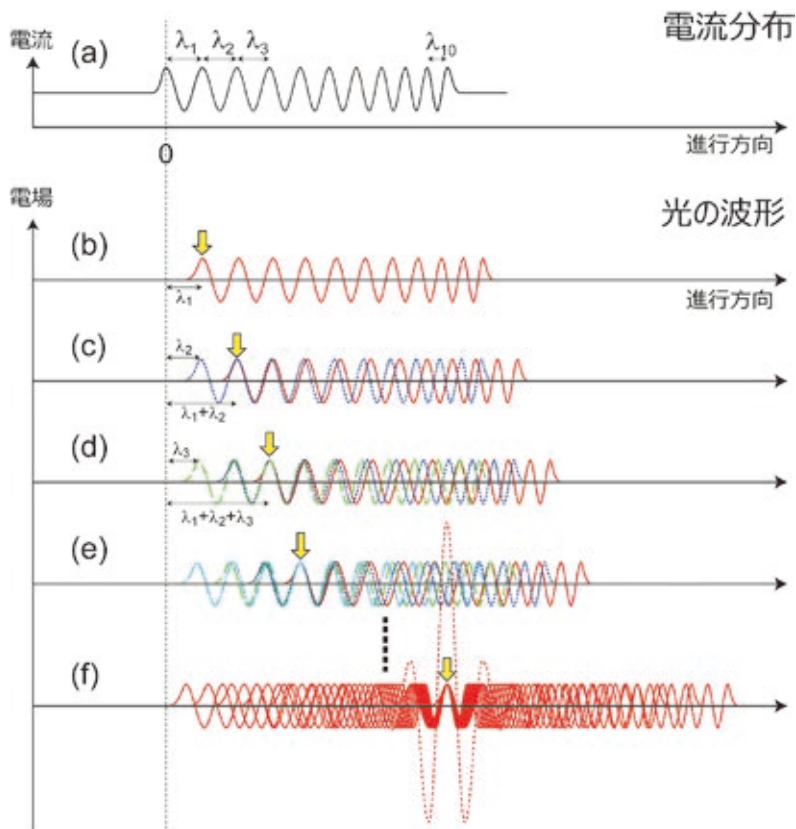 電流分布
電流
(a)
λ₁ λ₂ λ₃ λ₁₀
進行方向
0
電場
光の波形
(b)
λ₁
進行方向
(c)
λ₂
λ₁+λ₂
(d)
λ₃
λ₁+λ₂+λ₃
(e)
(f)